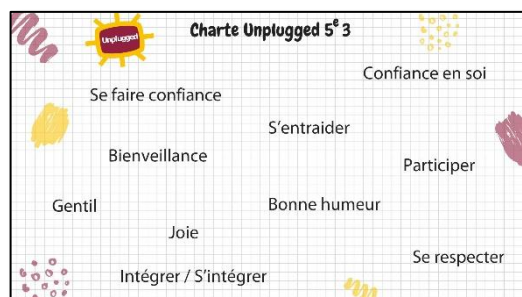 Unplugged
Charte Unplugged 5e 3
Confiance en soi
Se faire confiance
S'entraider
Bienveillance
Participer
Gentil
Bonne humeur
Joie
Se respecter
Intégrer / S'intégrer